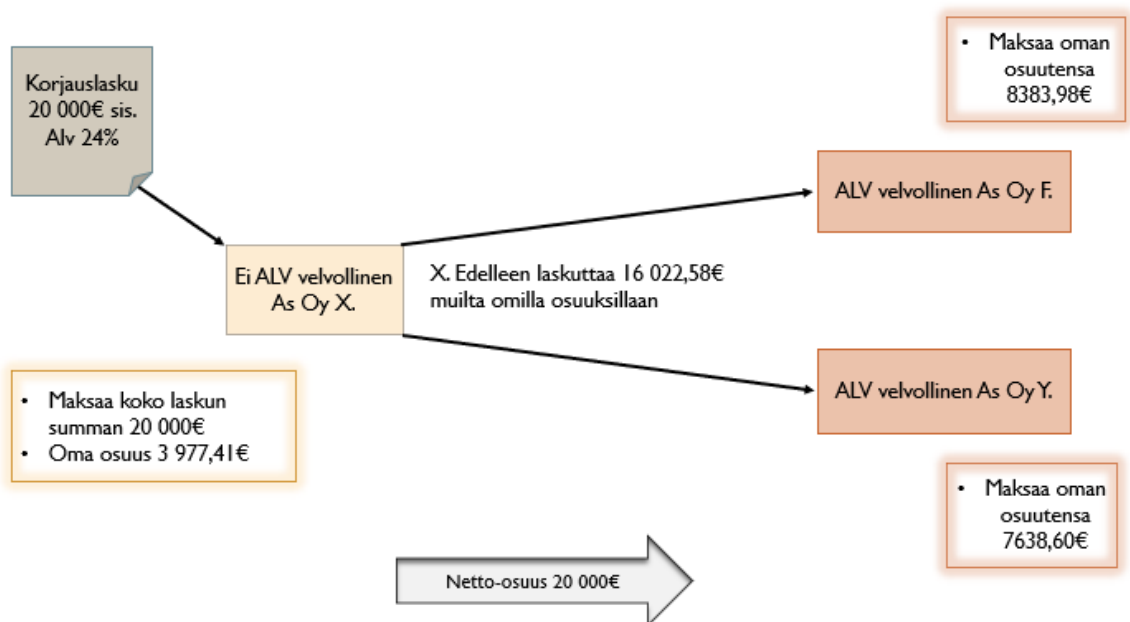 Korjauslasku
20 000€ sis.
Alv 24%
• Maksaa oman
osuutensa
8383,98€
ALV velvollinen As Oy F.
Ei ALV velvollinen
As Oy X.
X. Edelleen laskuttaa 16 022,58€
muilta omilla osuuksillaan
ALV velvollinen As Oy Y.
• Maksaa koko laskun
summan 20 000€
• Oma osuus 3 977,41€
• Maksaa oman
osuutensa
7638,60€
Netto-osuus 20 000€